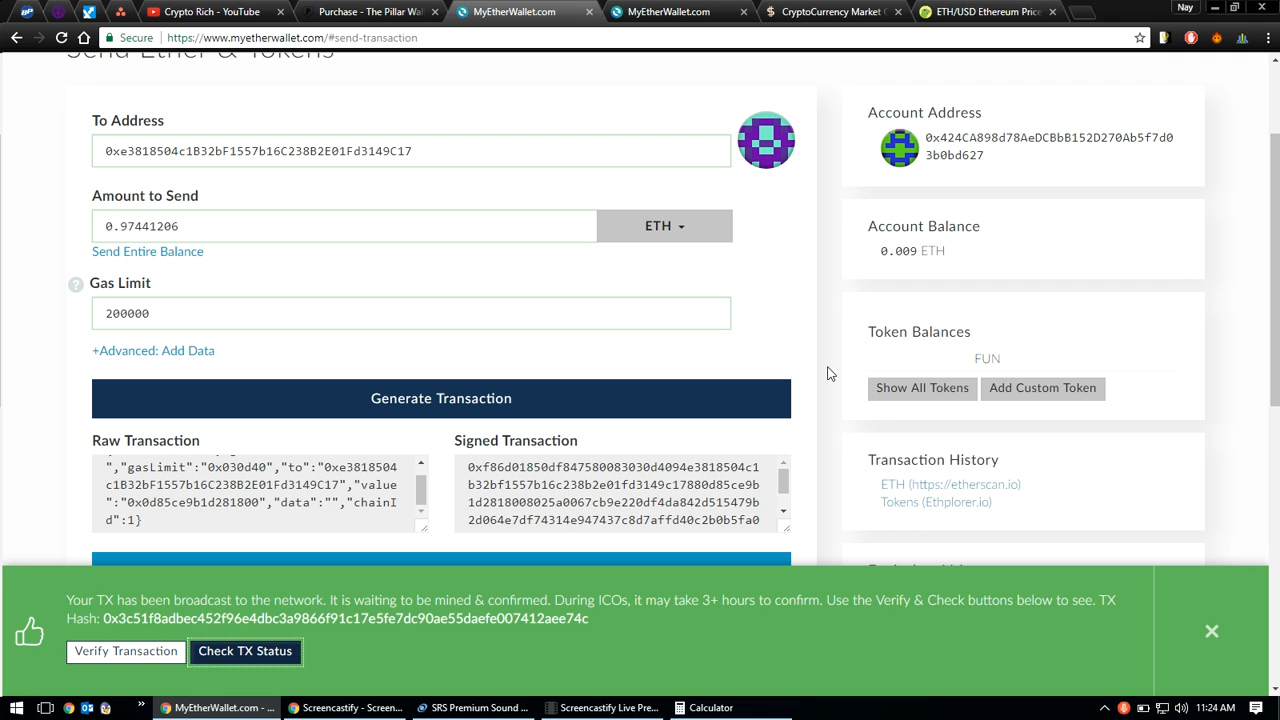 Crypto Rich - YouTube
Purchase - The Pillar Wal
MyEtherWallet.com
MyEtherWallet.com
CryptoCurrency Market C
ETH/USD Ethereum Price
Nay
Secure
https://www.myetherwallet.com/#send-transaction
Send Ether & Tokens
To Address
0xe3818504c1B32bF1557b16C238B2E01Fd3149C17
Amount to Send
0.97441206
ETH
Send Entire Balance
? Gas Limit
200000
+Advanced: Add Data
Generate Transaction
Raw Transaction
","gasLimit":"0x030d40","to":"0xe3818504
c1B32bF1557b16C238B2E01Fd3149C17","value
":"0x0d85ce9b1d281800","data":"","chainI
d":1}
Signed Transaction
0xf86d01850df847580083030d4094e3818504c1
b32bf1557b16c238b2e01fd3149c17880d85ce9b
1d2818008025a0067cb9e220df4da842d515479b
2d064e7df74314e947437c8d7affd40c2b0b5fa0
Account Address
0x424CA898d78AeDCBbB152D270Ab5f7d0
3b0bd627
Account Balance
0.009 ETH
Token Balances
FUN
Show All Tokens
Add Custom Token
Transaction History
ETH (https://etherscan.io)
Tokens (Ethplorer.io)
Your TX has been broadcast to the network. It is waiting to be mined & confirmed. During ICOs, it may take 3+ hours to confirm. Use the Verify & Check buttons below to see. TX
Hash: 0x3c51f8adbec452f96e4dbc3a9866f91c17e5fe7dc90ae55daefe007412aee74c
Verify Transaction
Check TX Status
MyEtherWallet.com - ...
Screencastify - Screen...
SRS Premium Sound ...
Screencastify Live Pre...
Calculator
11:24 AM